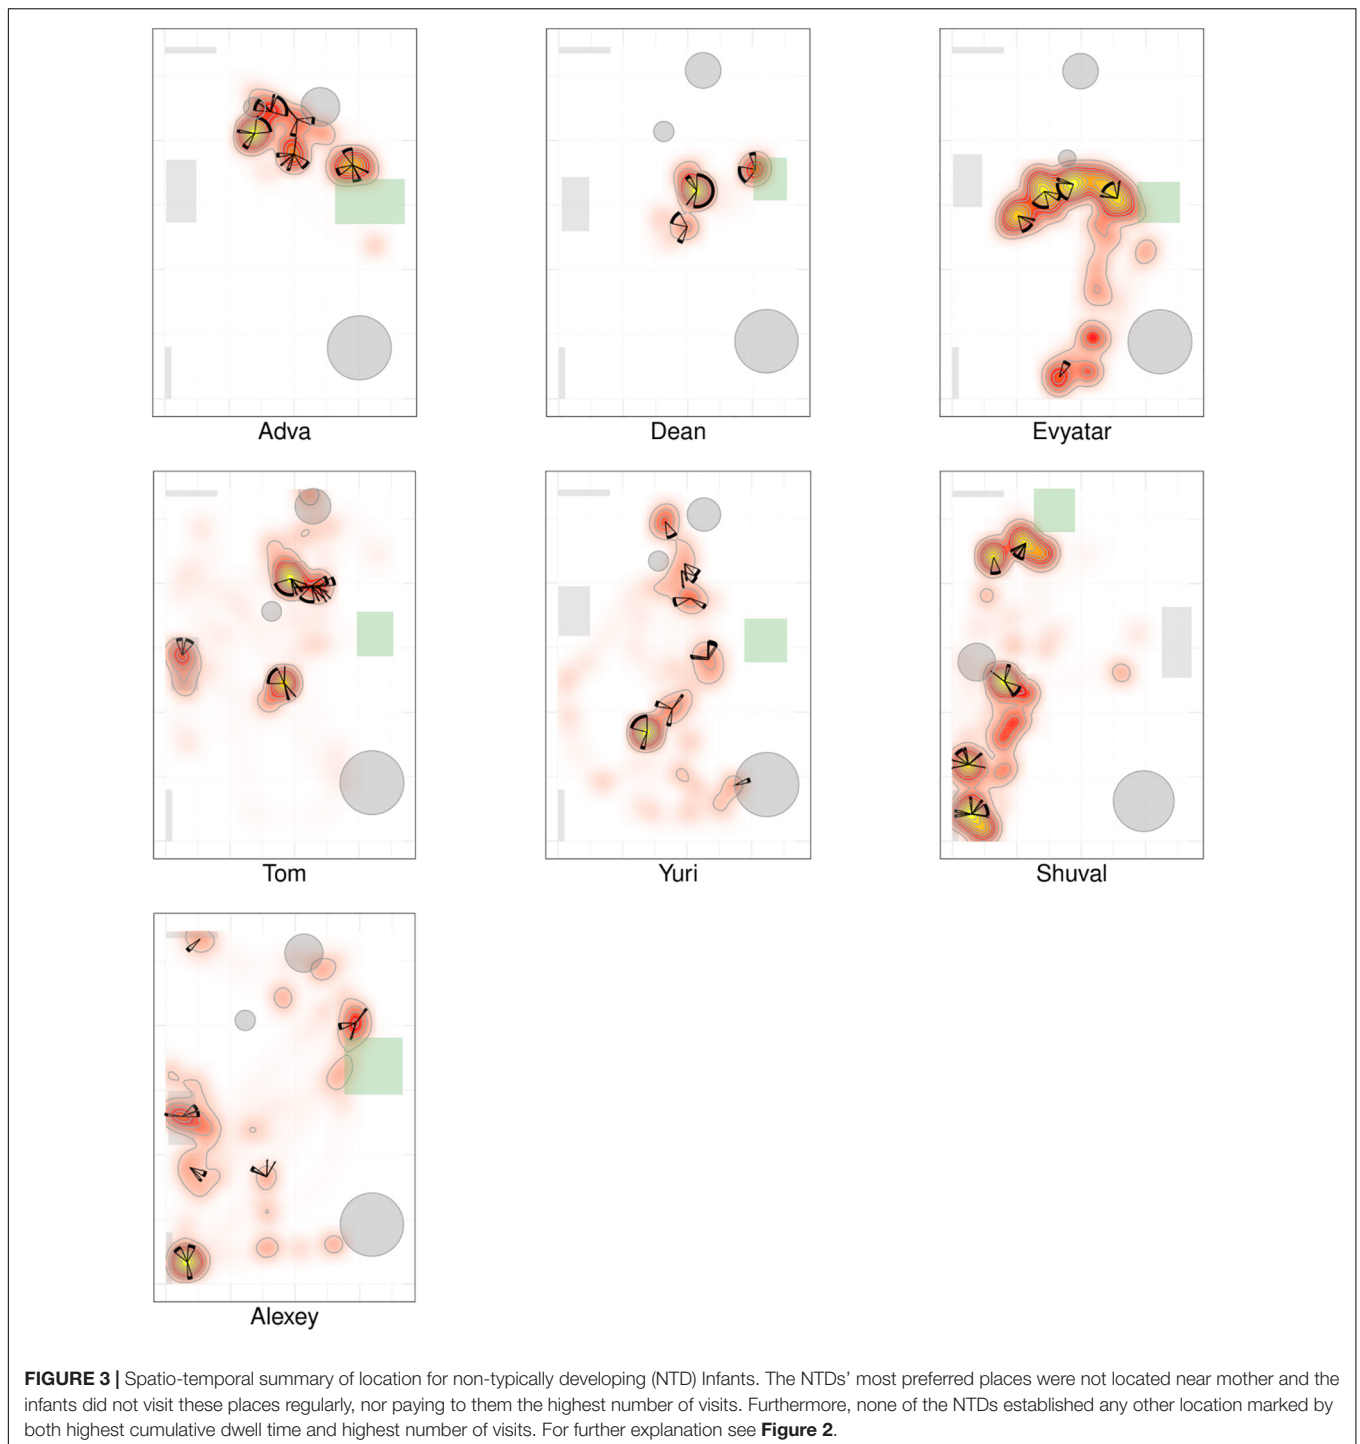 Adva
Dean
Evyatar
Tom
Yuri
Shuval
Alexey
FIGURE 3 | Spatio-temporal summary of location for non-typically developing (NTD) Infants. The NTDs' most preferred places were not located near mother and the
infants did not visit these places regularly, nor paying to them the highest number of visits. Furthermore, none of the NTDs established any other location marked by
both highest cumulative dwell time and highest number of visits. For further explanation see Figure 2.